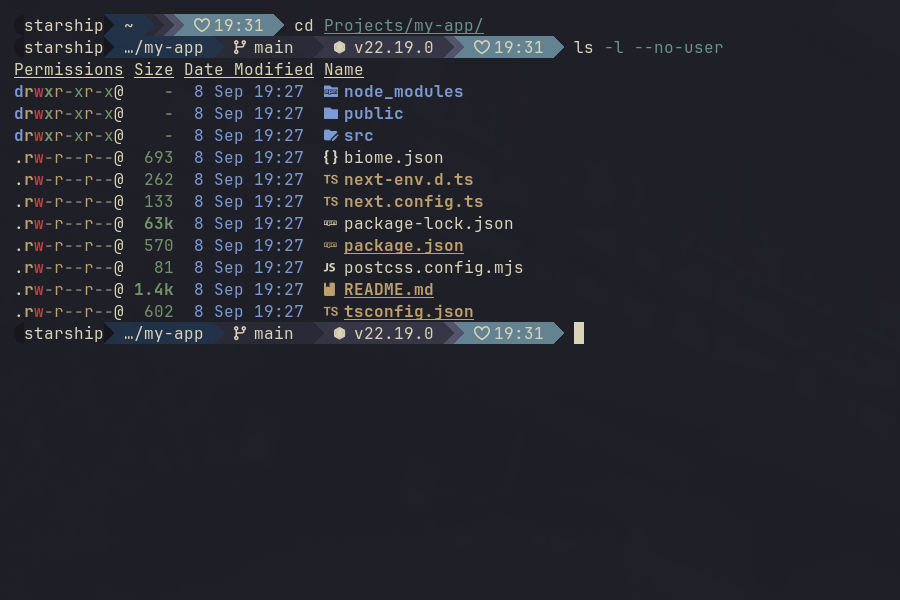 starship ~ 19:31 cd Projects/my-app/
starship …/my-app main v22.19.0 19:31 ls -l --no-user
Permissions Size Date Modified Name
drwxr-xr-x@ - 8 Sep 19:27 node_modules
drwxr-xr-x@ - 8 Sep 19:27 public
drwxr-xr-x@ - 8 Sep 19:27 src
.rw-r--r--@ 693 8 Sep 19:27 {} biome.json
.rw-r--r--@ 262 8 Sep 19:27 TS next-env.d.ts
.rw-r--r--@ 133 8 Sep 19:27 TS next.config.ts
.rw-r--r--@ 63k 8 Sep 19:27 package-lock.json
.rw-r--r--@ 570 8 Sep 19:27 package.json
.rw-r--r--@ 81 8 Sep 19:27 JS postcss.config.mjs
.rw-r--r--@ 1.4k 8 Sep 19:27 README.md
.rw-r--r--@ 602 8 Sep 19:27 TS tsconfig.json
starship …/my-app main v22.19.0 19:31